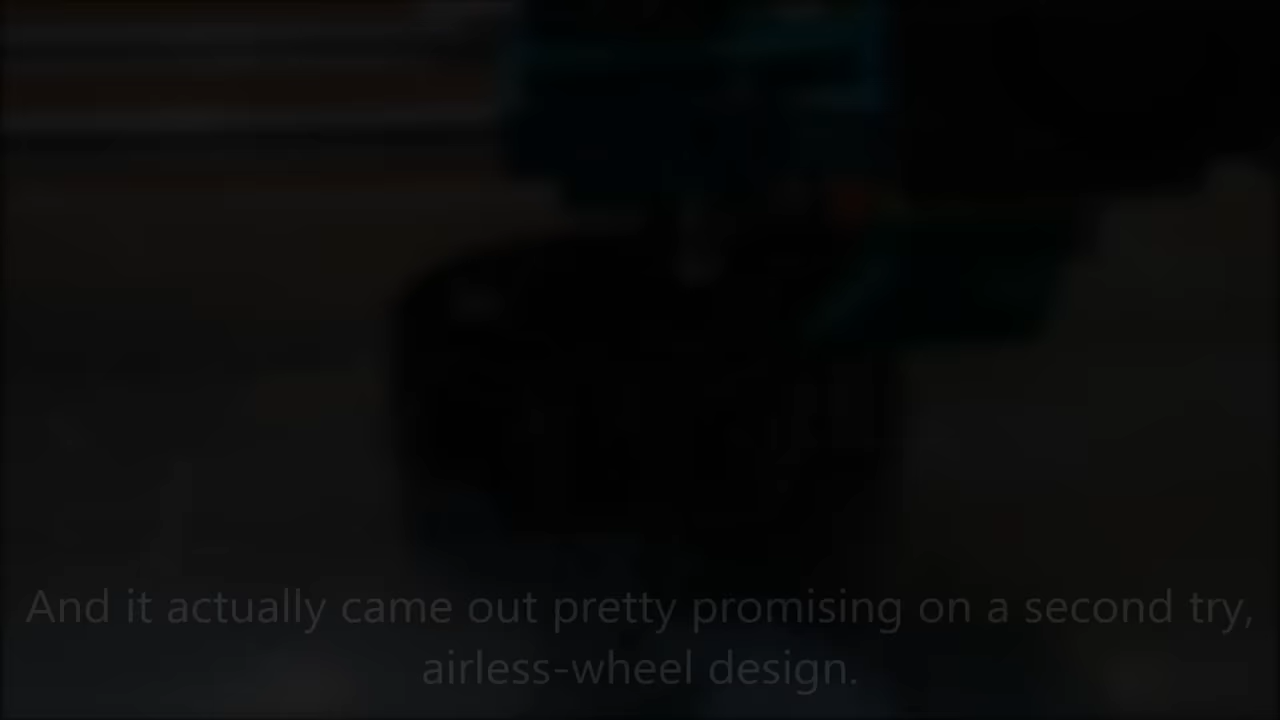 And it actually came out pretty promising on a second try,
airless-wheel design.